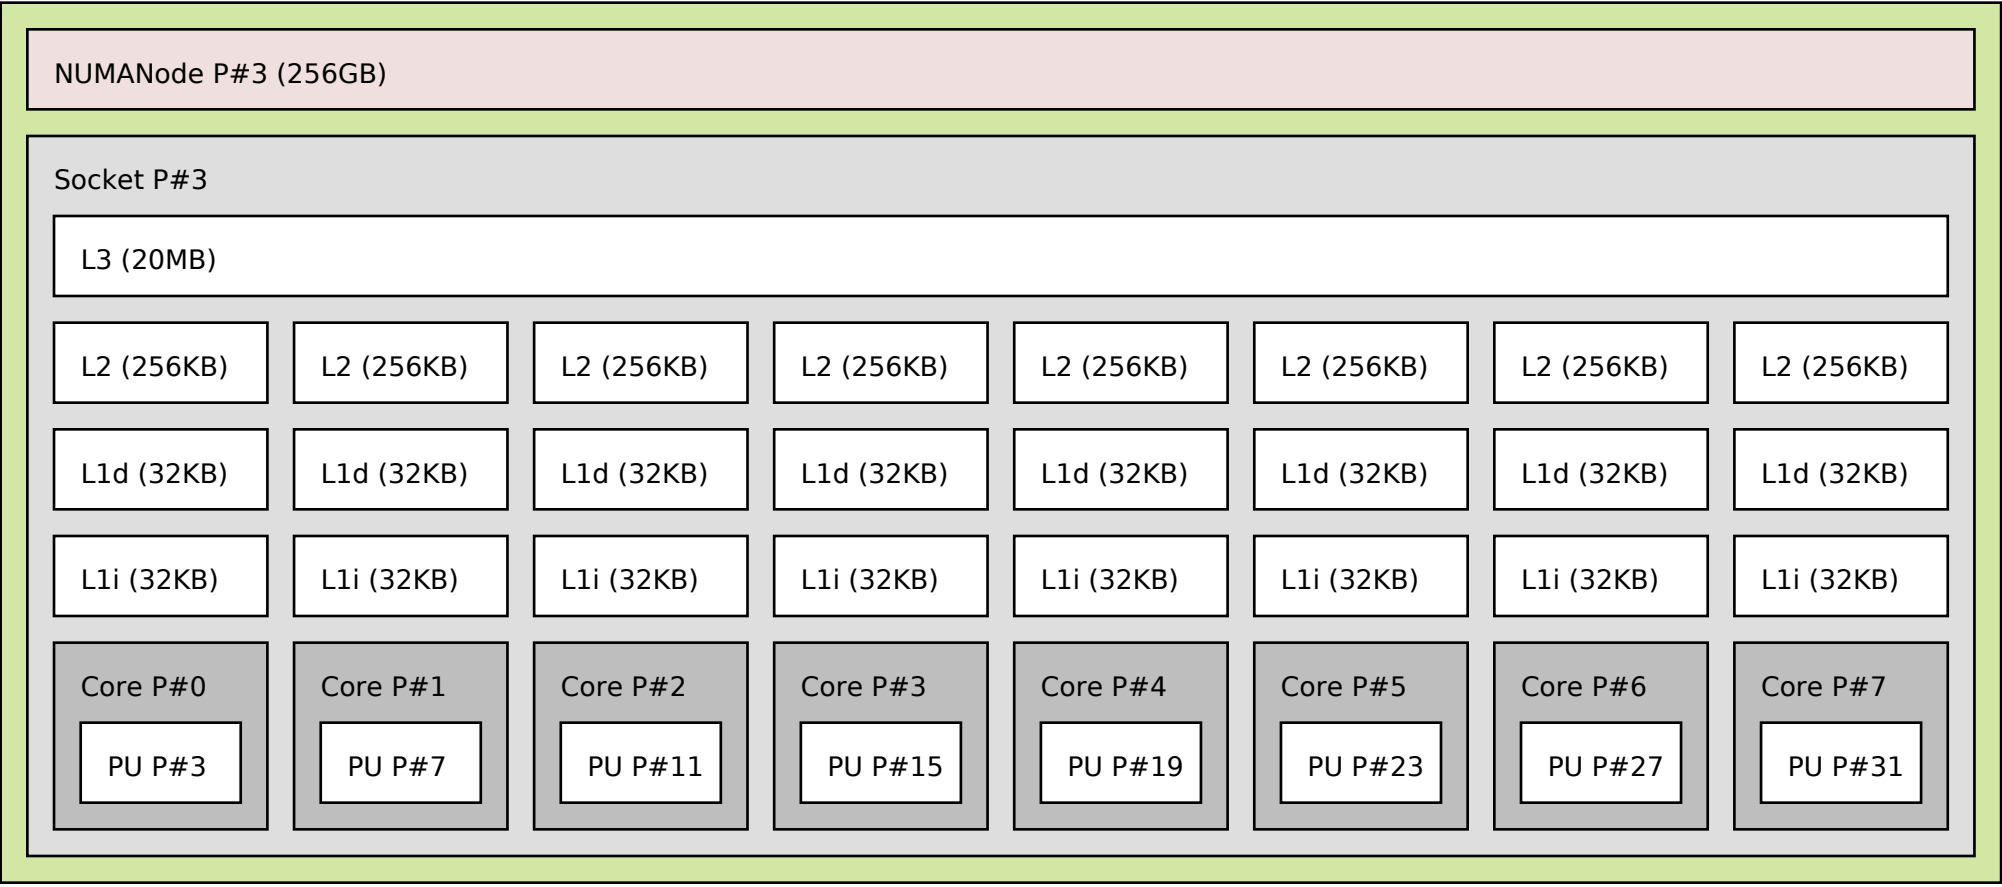 NUMANode P#3 (256GB)
Socket P#3
L3 (20MB)
L2 (256KB) L2 (256KB) L2 (256KB) L2 (256KB) L2 (256KB) L2 (256KB) L2 (256KB) L2 (256KB)
L1d (32KB) L1d (32KB) L1d (32KB) L1d (32KB) L1d (32KB) L1d (32KB) L1d (32KB) L1d (32KB)
L1i (32KB) L1i (32KB) L1i (32KB) L1i (32KB) L1i (32KB) L1i (32KB) L1i (32KB) L1i (32KB)
Core P#0 Core P#1 Core P#2 Core P#3 Core P#4 Core P#5 Core P#6 Core P#7
PU P#3 PU P#7 PU P#11 PU P#15 PU P#19 PU P#23 PU P#27 PU P#31